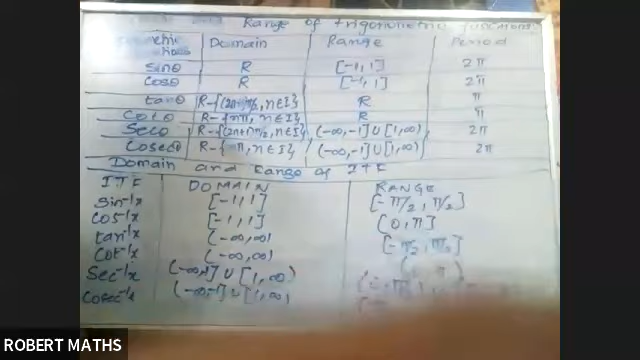 Range of trigonometric functions
Domain Range Period
sinθ R [-1,1] 2π
cosθ R [-1,1] 2π
tanθ R-{(2n+1)π/2, n∈I} R π
cotθ R-{nπ, n∈I} R π
Secθ R-{(2n+1)π/2, n∈I} (-∞,-1]∪[1,∞) 2π
Cosecθ R-{nπ, n∈I} (-∞,-1]∪[1,∞) 2π
Domain and Range of ITF
ITF DOMAIN RANGE
sin⁻¹x [-1,1] [-π/2, π/2]
cos⁻¹x [-1,1] (0,π]
tan⁻¹x (-∞,∞) [-π/2, π/2]
Cot⁻¹x (-∞,∞)
Sec⁻¹x ∪[1,∞)
Cosec⁻¹x (-∞,-1]∪[1,∞)
ROBERT MATHS